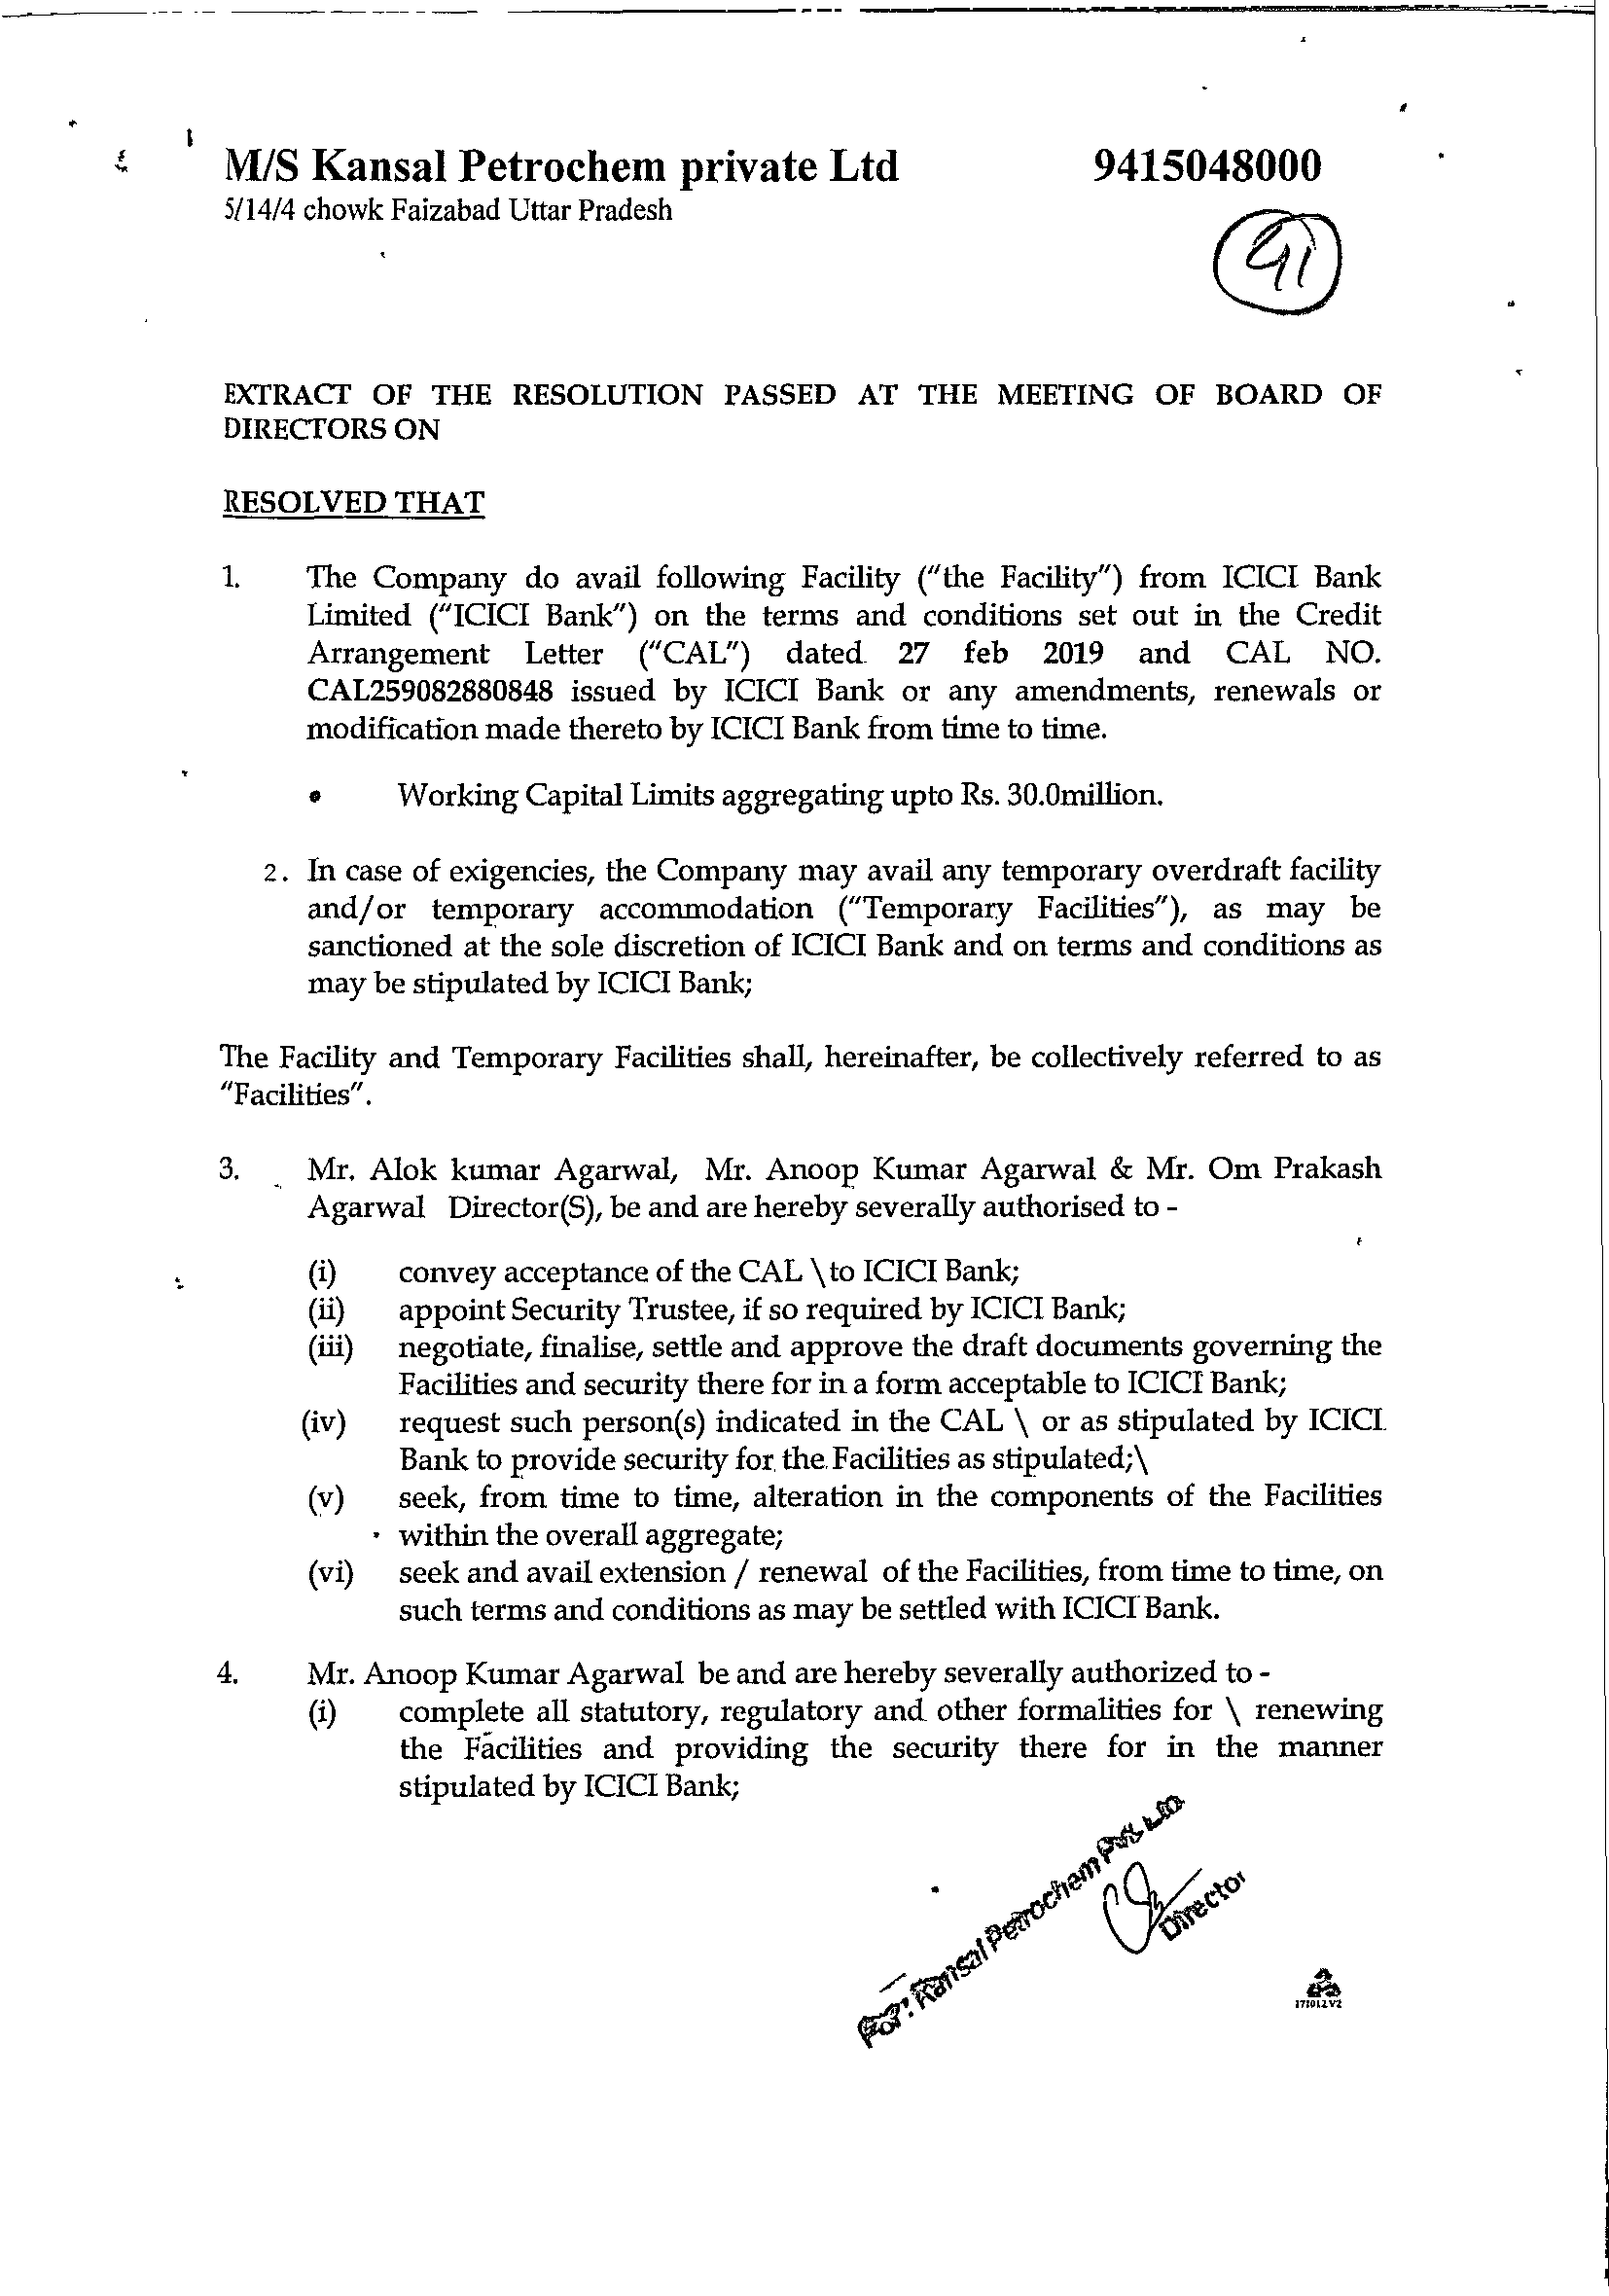 M/S Kansal Petrochem private Ltd 9415048000
5/14/4 chowk Faizabad Uttar Pradesh
91
EXTRACT OF THE RESOLUTION PASSED AT THE MEETING OF BOARD OF
DIRECTORS ON
RESOLVED THAT
1. The Company do avail following Facility ("the Facility") from ICICI Bank
Limited ("ICICI Bank") on the terms and conditions set out in the Credit
Arrangement Letter ("CAL") dated 27 feb 2019 and CAL NO.
CAL259082880848 issued by ICICI Bank or any amendments, renewals or
modification made thereto by ICICI Bank from time to time.
• Working Capital Limits aggregating upto Rs. 30.0million.
2. In case of exigencies, the Company may avail any temporary overdraft facility
and/or temporary accommodation ("Temporary Facilities"), as may be
sanctioned at the sole discretion of ICICI Bank and on terms and conditions as
may be stipulated by ICICI Bank;
The Facility and Temporary Facilities shall, hereinafter, be collectively referred to as
"Facilities".
3. Mr. Alok kumar Agarwal, Mr. Anoop Kumar Agarwal & Mr. Om Prakash
Agarwal Director(S), be and are hereby severally authorised to -
(i) convey acceptance of the CAL \ to ICICI Bank;
(ii) appoint Security Trustee, if so required by ICICI Bank;
(iii) negotiate, finalise, settle and approve the draft documents governing the
Facilities and security there for in a form acceptable to ICICI Bank;
(iv) request such person(s) indicated in the CAL \ or as stipulated by ICICI
Bank to provide security for the Facilities as stipulated;\
(v) seek, from time to time, alteration in the components of the Facilities
within the overall aggregate;
(vi) seek and avail extension / renewal of the Facilities, from time to time, on
such terms and conditions as may be settled with ICICI Bank.
4. Mr. Anoop Kumar Agarwal be and are hereby severally authorized to -
(i) complete all statutory, regulatory and other formalities for \ renewing
the Facilities and providing the security there for in the manner
stipulated by ICICI Bank;
For: Kansal Petrochem Pvt. Ltd.
Director
171012V2